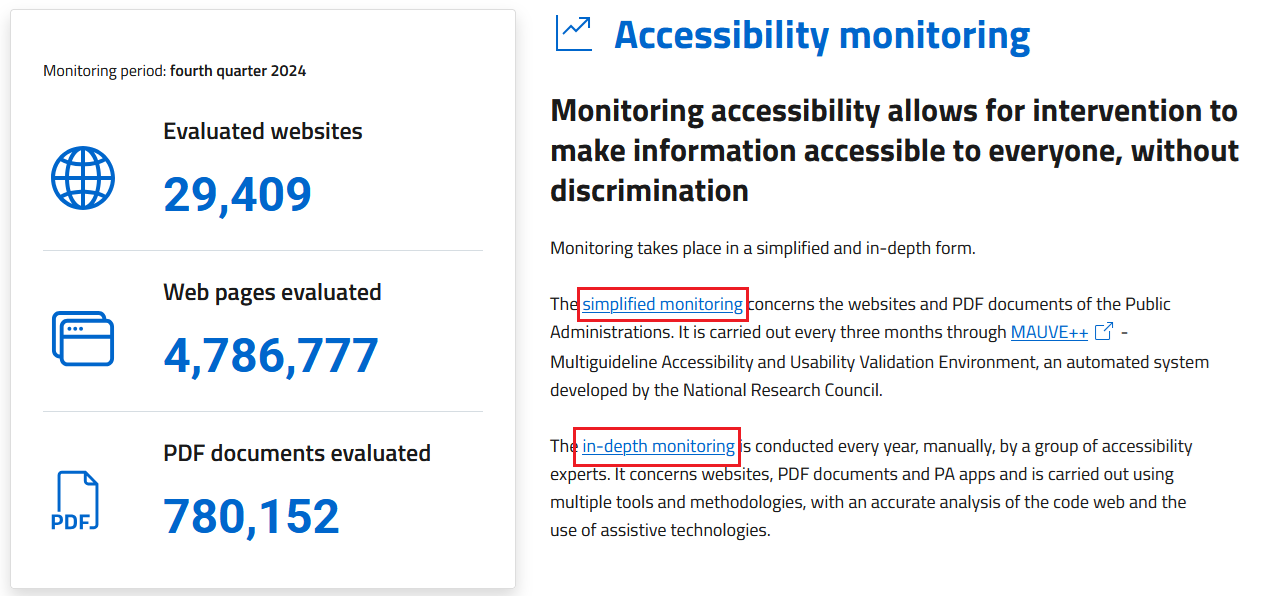 Monitoring period: fourth quarter 2024
Evaluated websites
29,409
Web pages evaluated
4,786,777
PDF documents evaluated
PDF
780,152
Accessibility monitoring
Monitoring accessibility allows for intervention to
make information accessible to everyone, without
discrimination
Monitoring takes place in a simplified and in-depth form.
The simplified monitoring concerns the websites and PDF documents of the Public
Administrations. It is carried out every three months through MAUVE++ -
Multiguideline Accessibility and Usability Validation Environment, an automated system
developed by the National Research Council.
The in-depth monitoring is conducted every year, manually, by a group of accessibility
experts. It concerns websites, PDF documents and PA apps and is carried out using
multiple tools and methodologies, with an accurate analysis of the code web and the
use of assistive technologies.